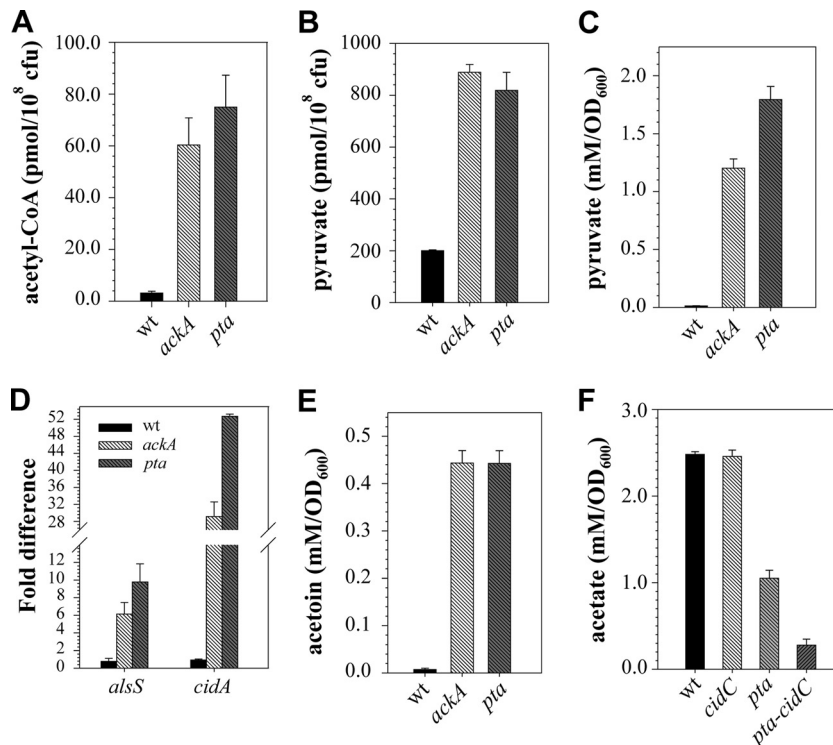 A
acetyl-CoA (pmol/10⁸ cfu)
100.0
80.0
60.0
40.0
20.0
0.0
wt
ackA
pta
B
pyruvate (pmol/10⁸ cfu)
1000
800
600
400
200
0
wt
ackA
pta
C
pyruvate (mM/OD₆₀₀)
2.0
1.5
1.0
0.5
0.0
wt
ackA
pta
D
Fold difference
52
48
44
40
36
32
28
12
10
8
6
4
2
0
wt
ackA
pta
alsS
cidA
E
acetoin (mM/OD₆₀₀)
0.5
0.4
0.3
0.2
0.1
0.0
wt
ackA
pta
F
acetate (mM/OD₆₀₀)
3.0
2.0
1.0
0.0
wt
cidC
pta
pta-cidC